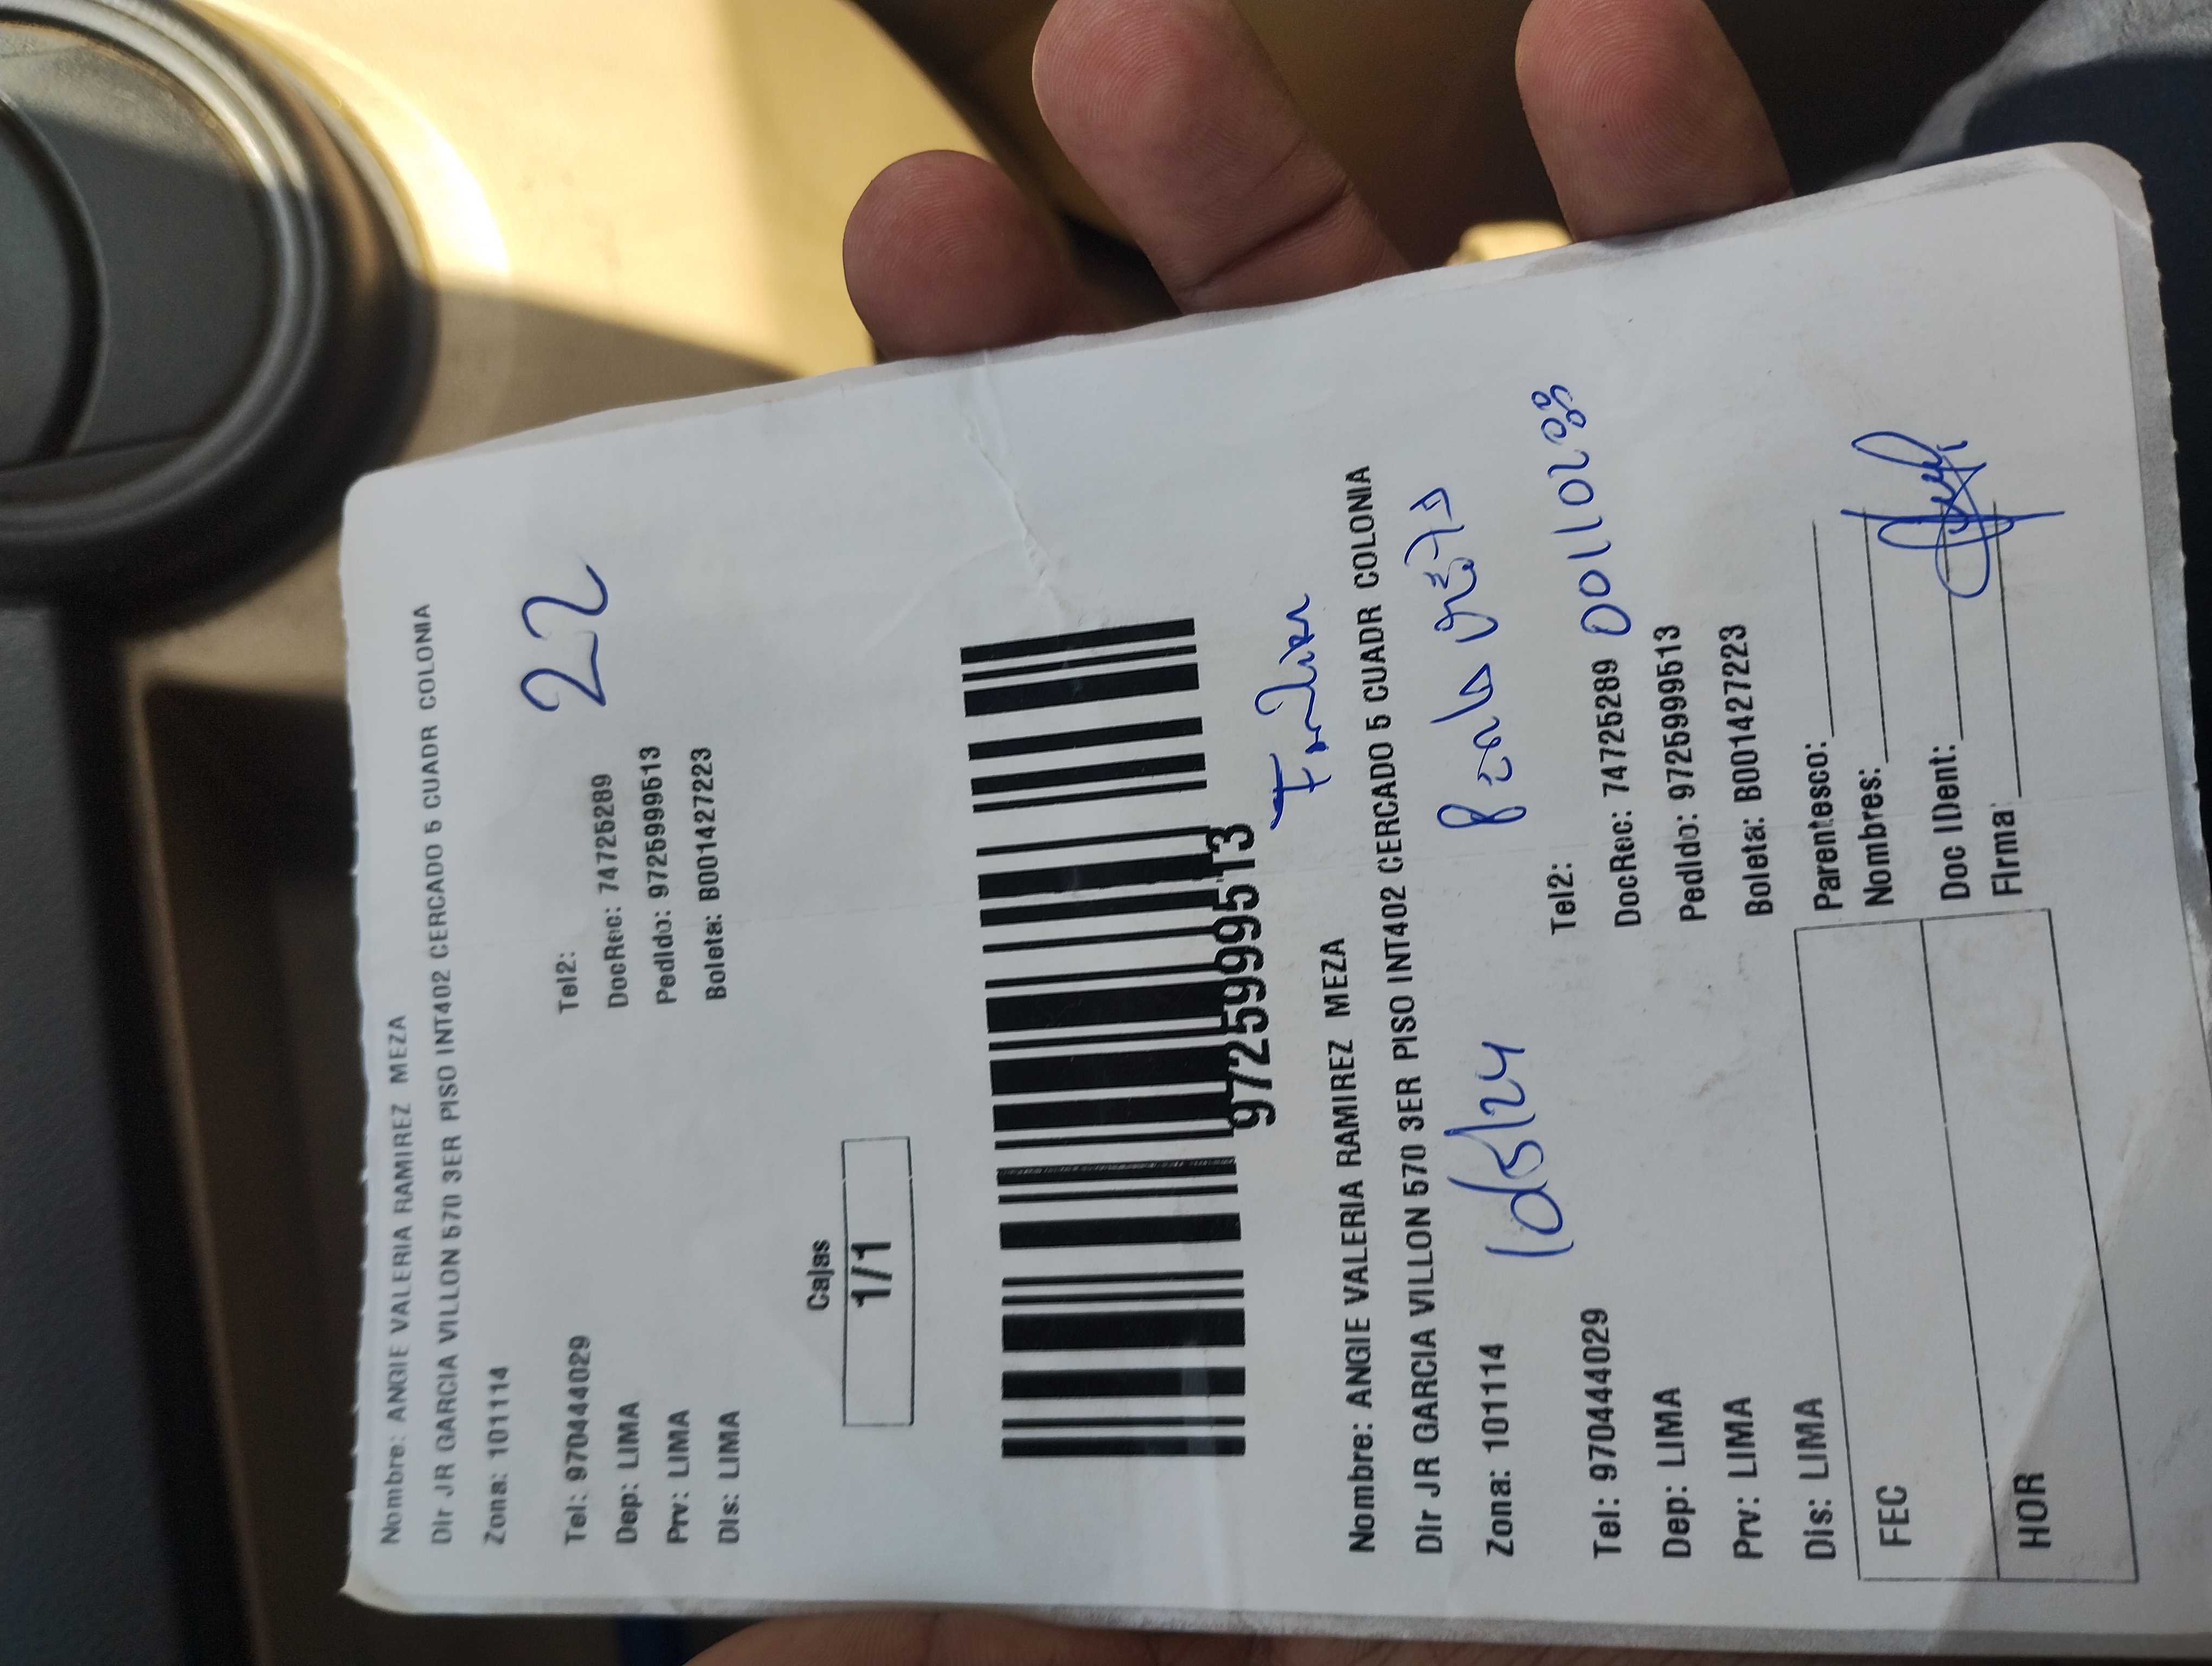 Nombre: ANGIE VALERIA RAMIREZ MEZA
Dir JR GARCIA VILLON 570 3ER PISO INT402 CERCADO 5 CUADR COLONIA
Zona: 101114
22
Tel: 970444029 Tel2:
Dep: LIMA DocRec: 74725289
Prv: LIMA Pedido: 9725999513
Dis: LIMA Boleta: B001427223
Cajas
1/1
9725999513
Nombre: ANGIE VALERIA RAMIREZ MEZA
Dir JR GARCIA VILLON 570 3ER PISO INT402 CERCADO 5 CUADR COLONIA
Zona: 101114
Tel: 970444029 Tel2:
Dep: LIMA DocRec: 74725289
Prv: LIMA Pedido: 9725999513
Dis: LIMA Boleta: B001427223
FEC
HOR
Parentesco:
Nombres:
Doc IDent:
Firma: